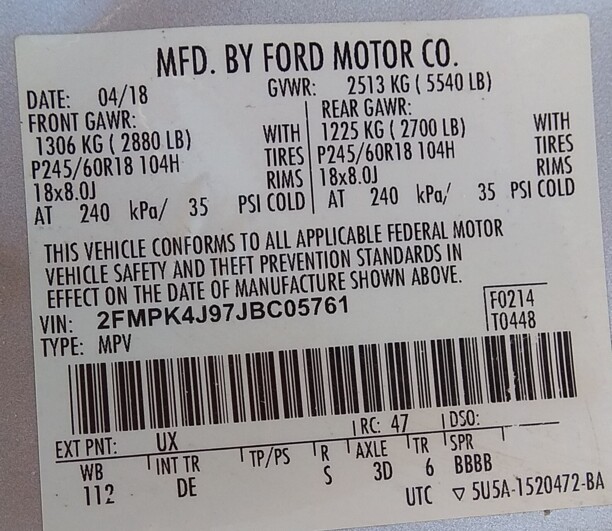 MFD. BY FORD MOTOR CO.
DATE: 04/18 GVWR: 2513 KG ( 5540 LB)
FRONT GAWR: REAR GAWR:
1306 KG ( 2880 LB) WITH 1225 KG ( 2700 LB) WITH
P245/60R18 104H TIRES P245/60R18 104H TIRES
18x8.0J RIMS 18x8.0J RIMS
AT 240 kPa/ 35 PSI COLD AT 240 kPa/ 35 PSI COLD
THIS VEHICLE CONFORMS TO ALL APPLICABLE FEDERAL MOTOR
VEHICLE SAFETY AND THEFT PREVENTION STANDARDS IN
EFFECT ON THE DATE OF MANUFACTURE SHOWN ABOVE.
VIN: 2FMPK4J97JBC05761 F0214
TYPE: MPV T0448
EXT PNT: UX RC: 47 DSO:
WB INT TR TP/PS R AXLE TR SPR
112 DE S 3D 6 BBBB
UTC ▽ 5U5A-1520472-BA